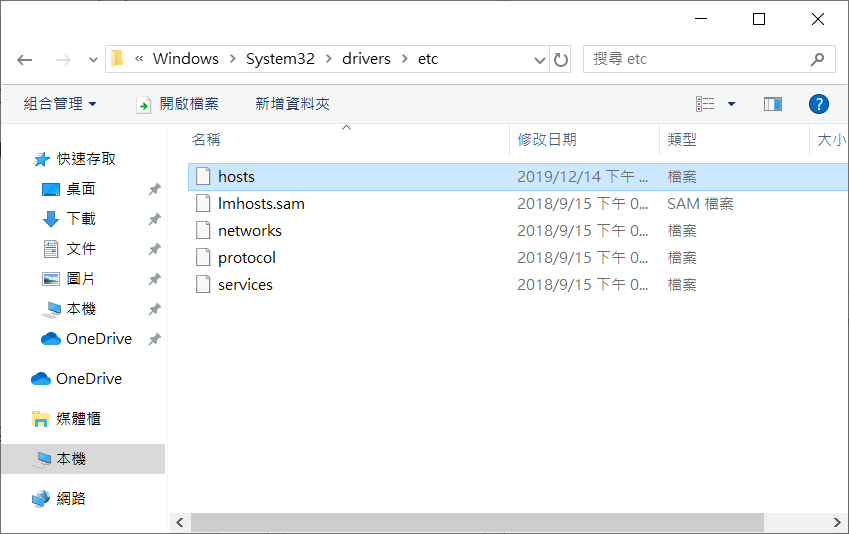 « Windows > System32 > drivers > etc
搜尋 etc
組合管理 開啟檔案 新增資料夾
名稱 修改日期 類型 大小
hosts 2019/12/14 下午 ... 檔案
lmhosts.sam 2018/9/15 下午 0... SAM 檔案
networks 2018/9/15 下午 0... 檔案
protocol 2018/9/15 下午 0... 檔案
services 2018/9/15 下午 0... 檔案
快速存取
桌面
下載
文件
圖片
本機
OneDrive
OneDrive
媒體櫃
本機
網路